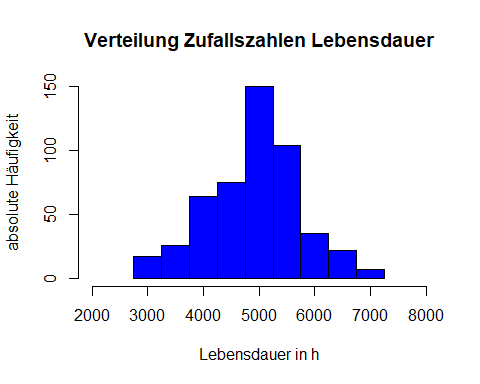 Verteilung Zufallszahlen Lebensdauer
absolute Häufigkeit
150
100
50
0
2000 3000 4000 5000 6000 7000 8000
Lebensdauer in h